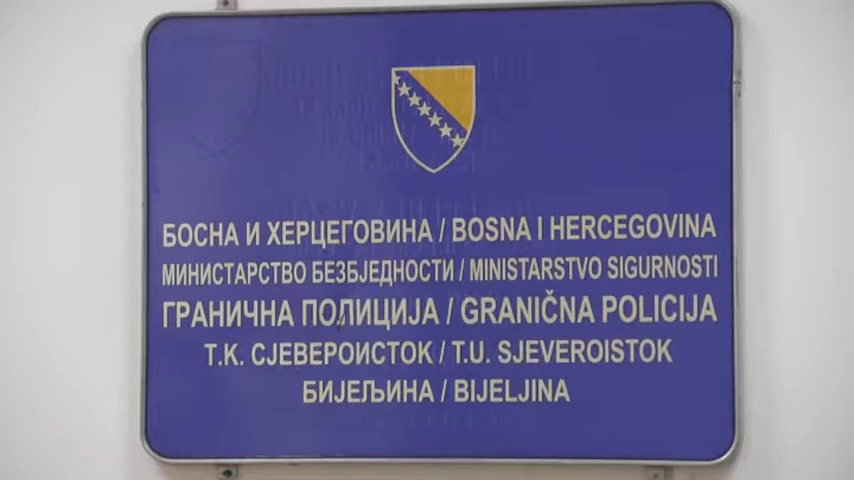 БОСНА И ХЕРЦЕГОВИНА / BOSNA I HERCEGOVINA
МИНИСТАРСТВО БЕЗБЈЕДНОСТИ / MINISTARSTVO SIGURNOSTI
ГРАНИЧНА ПОЛИЦИЈА / GRANIČNA POLICIJA
Т.К. СЈЕВЕРОИСТОК / T.U. SJEVEROISTOK
БИЈЕЉИНА / BIJELJINA